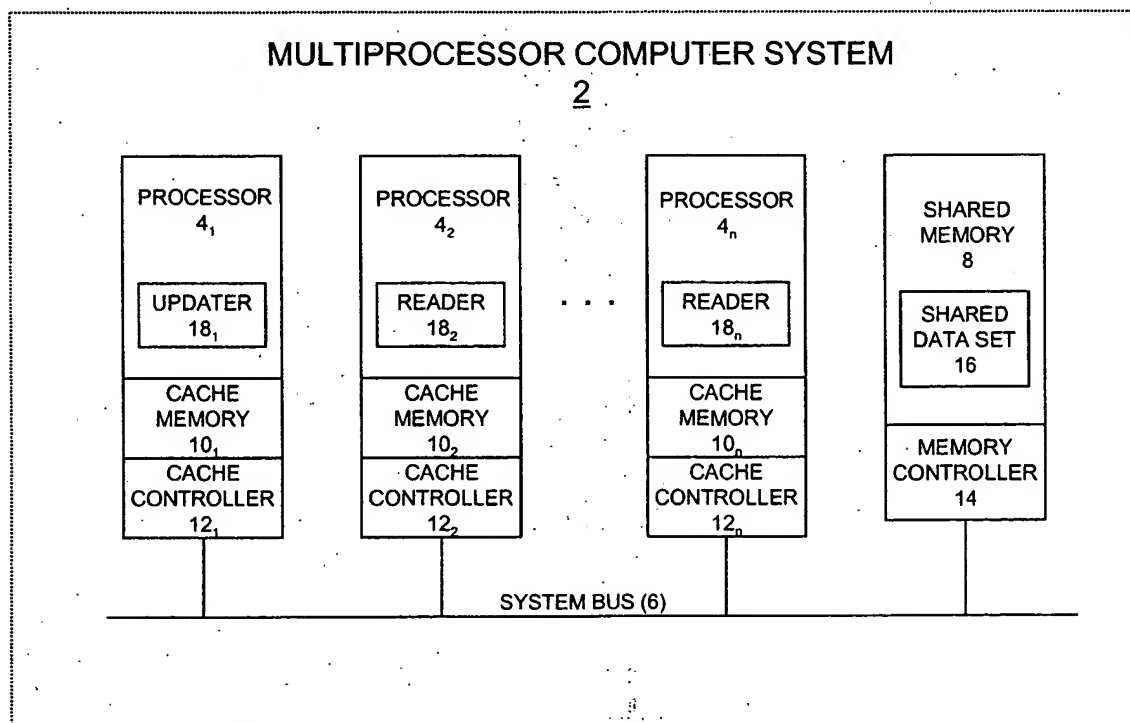 MULTIPROCESSOR COMPUTER SYSTEM
2
PROCESSOR
4₁
UPDATER
18₁
CACHE
MEMORY
10₁
CACHE
CONTROLLER
12₁
PROCESSOR
4₂
READER
18₂
CACHE
MEMORY
10₂
CACHE
CONTROLLER
12₂
. . .
PROCESSOR
4ₙ
READER
18ₙ
CACHE
MEMORY
10ₙ
CACHE
CONTROLLER
12ₙ
SHARED
MEMORY
8
SHARED
DATA SET
16
MEMORY
CONTROLLER
14
SYSTEM BUS (6)